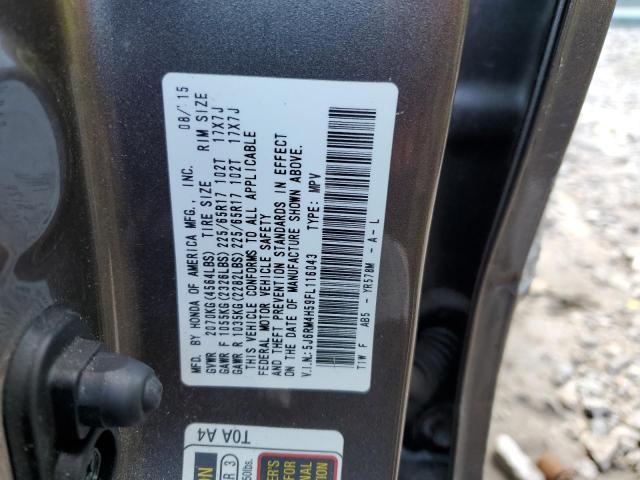 MFD. BY HONDA OF AMERICA MFG., INC. 08/15
GVWR 2070KG(4564LBS) TIRE SIZE RIM SIZE
GAWR F 1055KG(2326LBS) 225/65R17 102T 17X7J
GAWR R 1035KG(2282LBS) 225/65R17 102T 17X7J
THIS VEHICLE CONFORMS TO ALL APPLICABLE
FEDERAL MOTOR VEHICLE SAFETY
AND THEFT PREVENTION STANDARDS IN EFFECT
ON THE DATE OF MANUFACTURE SHOWN ABOVE.
V.I.N.:5J6RM4H59FL116043 TYPE: MPV
TIW F AB5 - YR578M - A - L
T0A A4